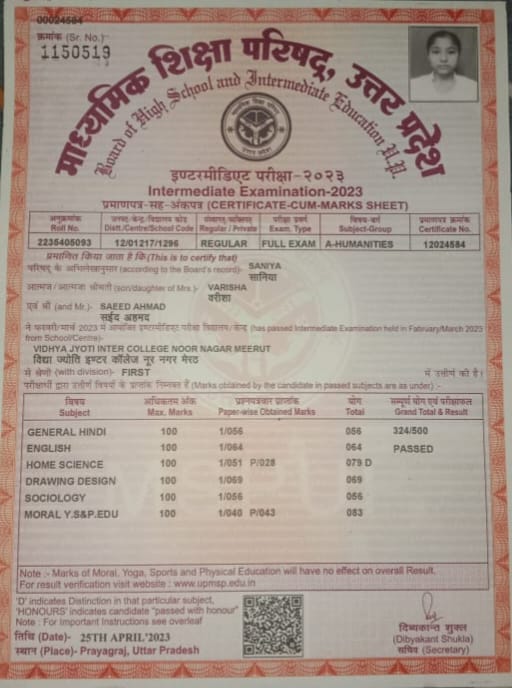 00024584
क्रमांक (Sr. No.)
1150519
माध्यमिक शिक्षा परिषद्, उत्तर प्रदेश
Board of High School and Intermediate Education U.P.
इण्टरमीडिएट परीक्षा-२०२३
Intermediate Examination-2023
प्रमाणपत्र-सह-अंकपत्र (CERTIFICATE-CUM-MARKS SHEET)
अनुक्रमांक जनपद-केन्द्र/विद्यालय कोड संस्थागत/व्यक्तिगत परीक्षा प्रकार विषय-वर्ग प्रमाणपत्र क्रमांक
Roll No. Distt./Centre/School Code Regular / Private Exam. Type Subject-Group Certificate No.
2235405093 12/01217/1296 REGULAR FULL EXAM A-HUMANITIES 12024584
प्रमाणित किया जाता है कि (This is to certify that)
परिषद् के अभिलेखानुसार (according to the Board's record)- SANIYA
सानिया
आत्मज / आत्मजा श्रीमती (son/daughter of Mrs.)- VARISHA
वरीशा
एवं श्री (and Mr.)- SAEED AHMAD
सईद अहमद
ने फरवरी/मार्च 2023 में आयोजित इण्टरमीडिएट परीक्षा विद्यालय/ केन्द्र (has passed Intermediate Examination held in February/March 2023
from School/Centre)-
VIDHYA JYOTI INTER COLLEGE NOOR NAGAR MEERUT
विद्या ज्योति इण्टर कॉलेज नूर नगर मेरठ
से श्रेणी (with division)- FIRST में उत्तीर्ण की है।
परीक्षार्थी द्वारा उत्तीर्ण विषयों के प्राप्तांक निम्नवत हैं (Marks obtained by the candidate in passed subjects are as under) :-
विषय अधिकतम अंक प्रश्नपत्रवार प्राप्तांक योग सम्पूर्ण योग एवं परीक्षाफल
Subject Max. Marks Paper-wise Obtained Marks Total Grand Total & Result
GENERAL HINDI 100 1/056 056 324/500
ENGLISH 100 1/064 064 PASSED
HOME SCIENCE 100 1/051 P/028 079 D
DRAWING DESIGN 100 1/069 069
SOCIOLOGY 100 1/056 056
MORAL Y.S&P.EDU 100 1/040 P/043 083
Note :- Marks of Moral, Yoga, Sports and Physical Education will have no effect on overall Result.
For result verification visit website : www.upmsp.edu.in
'D' indicates Distinction in that particular subject,
'HONOURS' indicates candidate "passed with honour"
Note : For Important Instructions see overleaf
तिथि (Date)- 25TH APRIL'2023
स्थान (Place)- Prayagraj, Uttar Pradesh
दिव्यकान्त शुक्ल
(Dibyakant Shukla)
सचिव (Secretary)